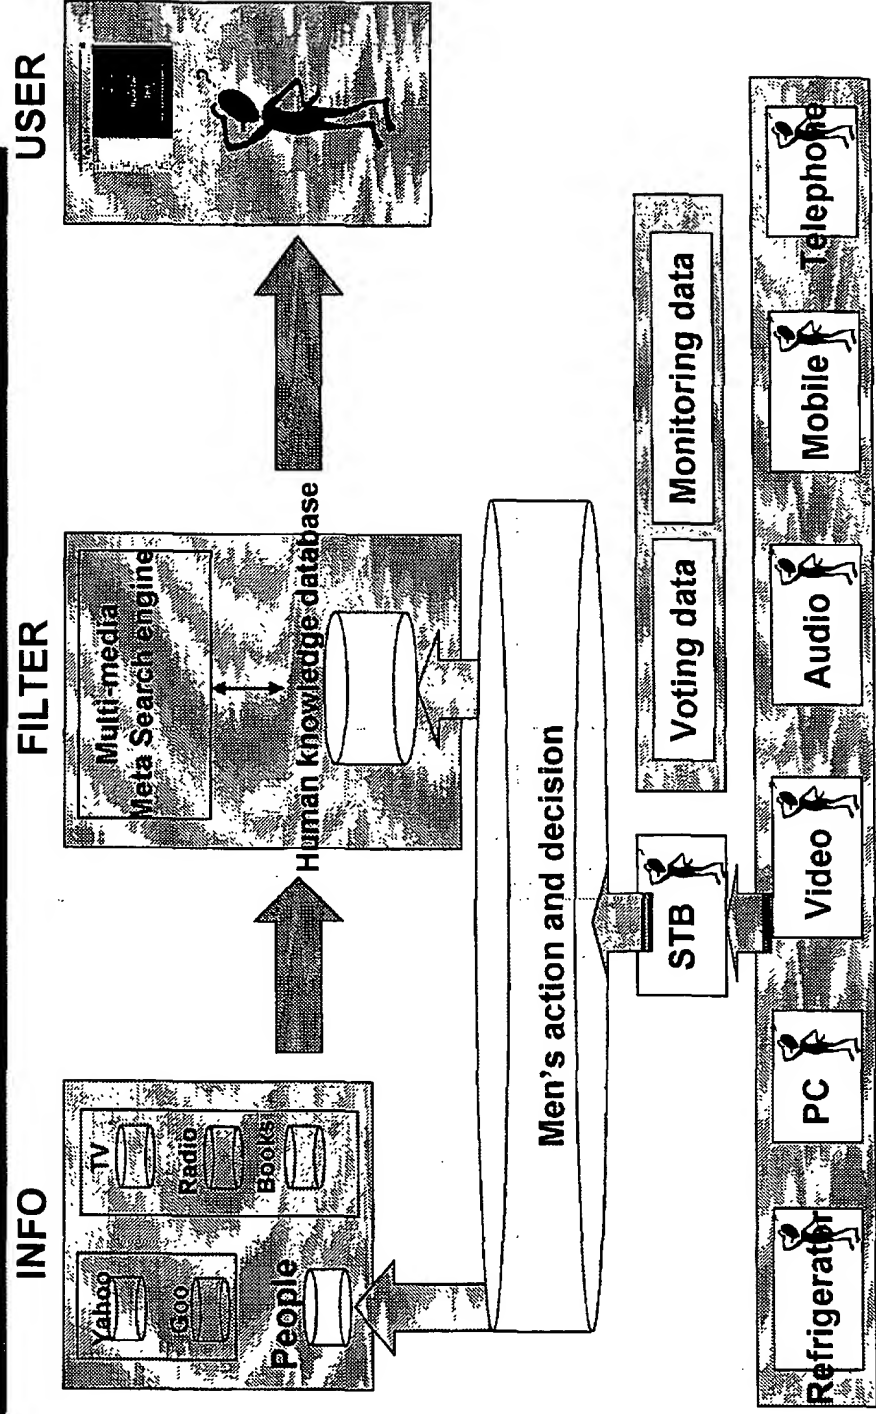 INFO
FILTER
USER
Yahoo
Goo
People
TV
Radio
Books
Multi-media
Meta Search engine
Human knowledge database
Men's action and decision
STB
Voting data
Monitoring data
Refrigerator
PC
Video
Audio
Mobile
Telephone